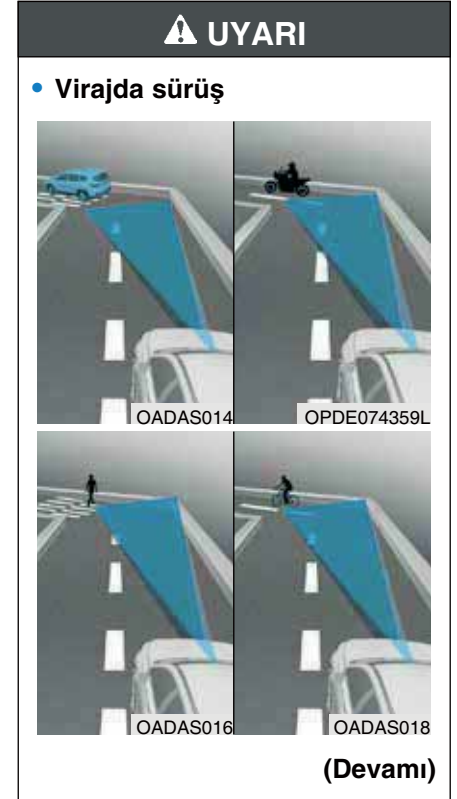 UYARI
• Virajda sürüş
OADAS014
OPDE074359L
OADAS016
OADAS018
(Devamı)